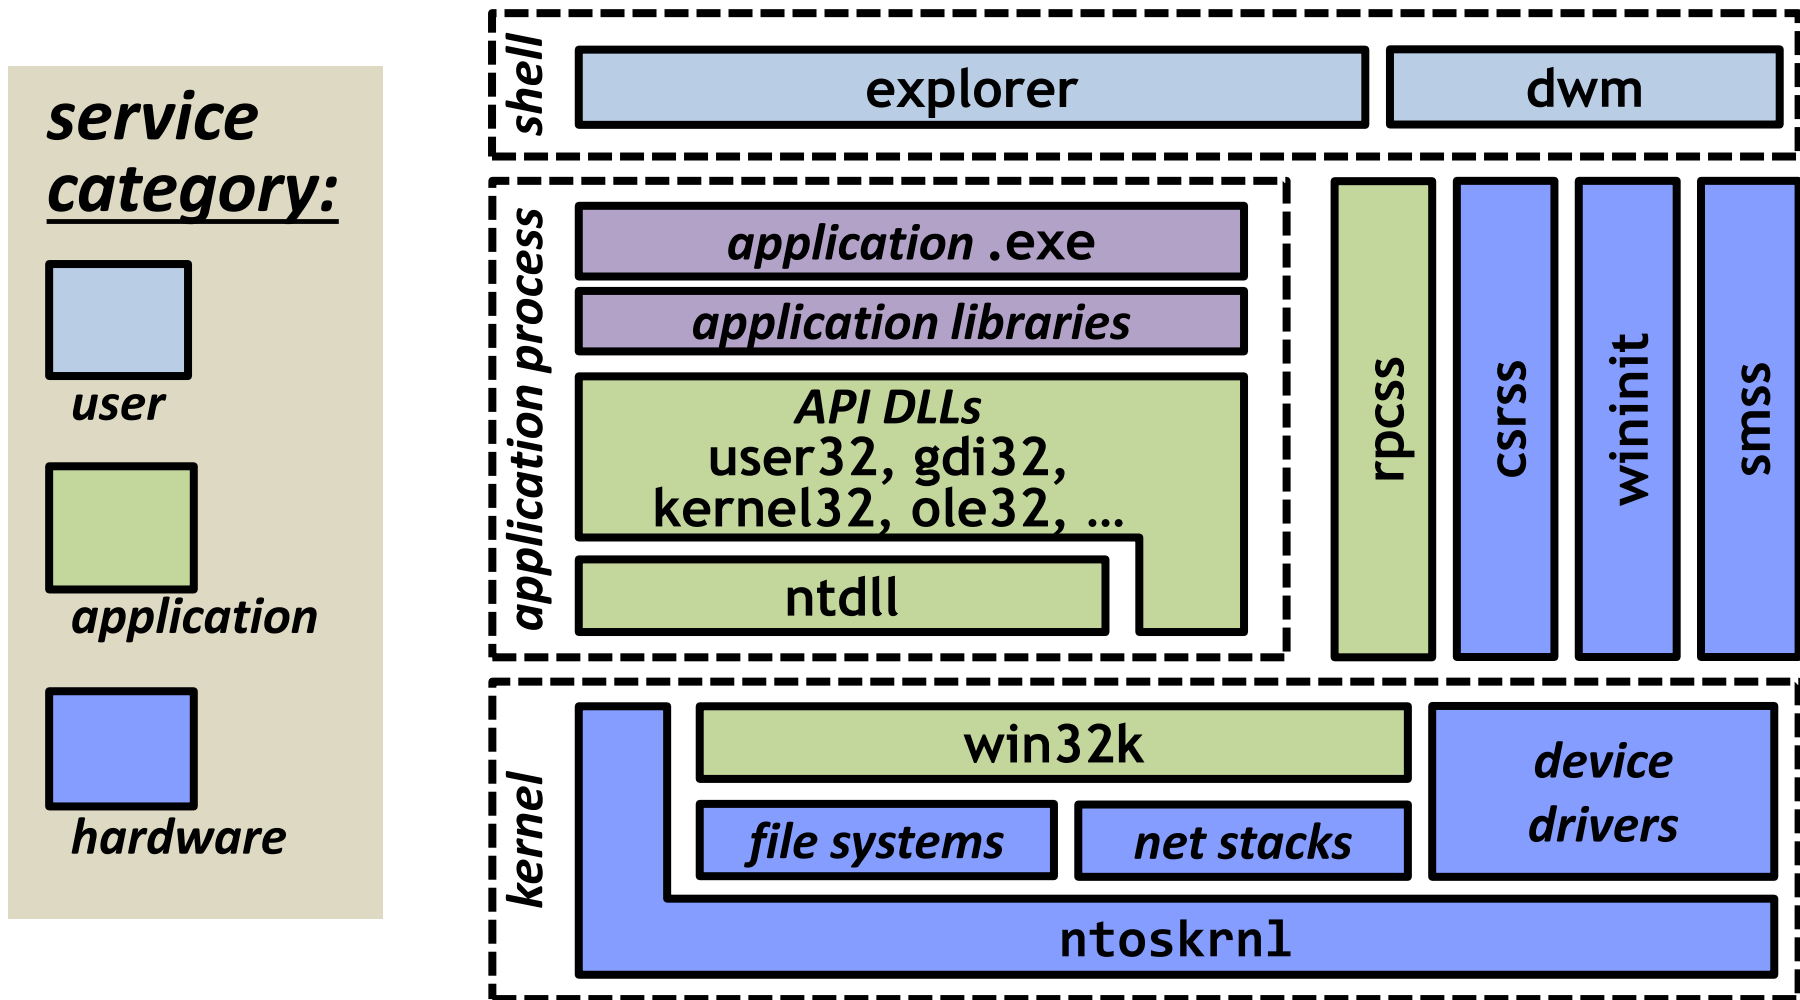 service
category:
user
application
hardware
shell
explorer
dwm
application process
application .exe
application libraries
API DLLs
user32, gdi32,
kernel32, ole32, ...
ntdll
rpcss
csrss
wininit
smss
kernel
win32k
file systems
net stacks
device
drivers
ntoskrnl